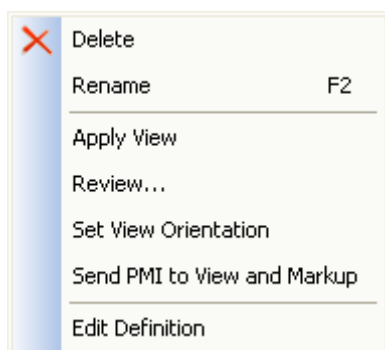 Delete
Rename F2
Apply View
Review...
Set View Orientation
Send PMI to View and Markup
Edit Definition